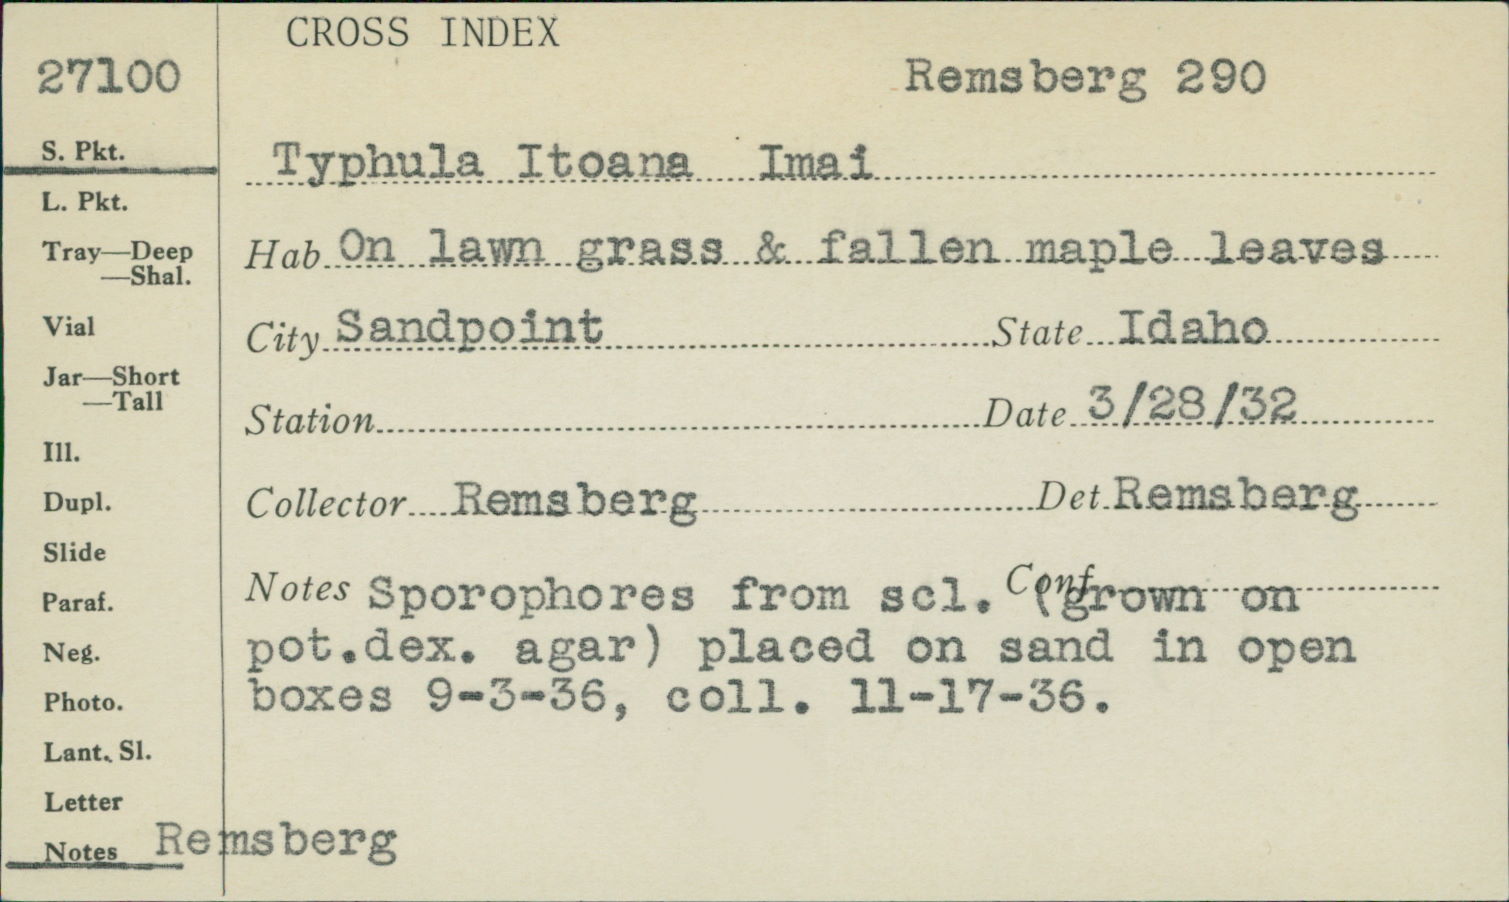 CROSS INDEX
27100
Remsberg 290
S. Pkt.
L. Pkt.
Tray—Deep
—Shal.
Vial
Jar—Short
—Tall
Ill.
Dupl.
Slide
Paraf.
Neg.
Photo.
Lant. Sl.
Letter
Notes Remsberg
Typhula Itoana Imai
Hab On lawn grass & fallen maple leaves
City Sandpoint State Idaho
Station Date 3/28/32
Collector Remsberg Det. Remsberg
Conf.
Notes Sporophores from scl. (grown on
pot.dex. agar) placed on sand in open
boxes 9-3-36, coll. 11-17-36.